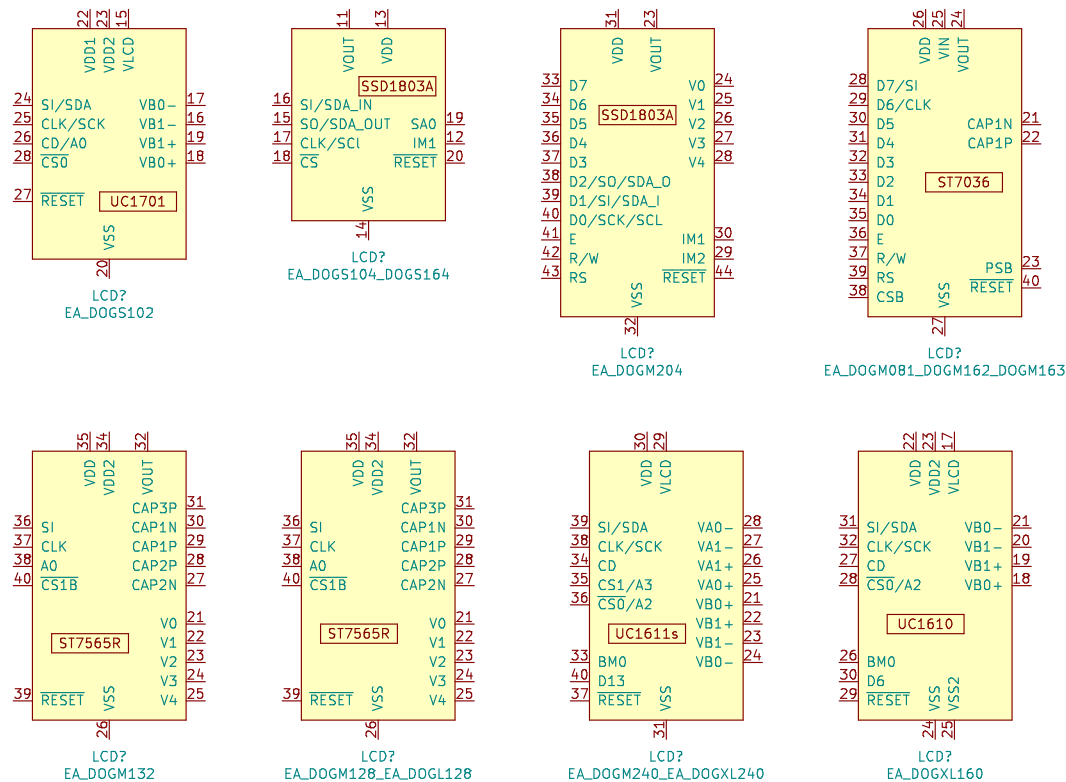 22 23 15
VDD1 VDD2 VLCD
24 SI/SDA VB0- 17
25 CLK/SCK VB1- 16
26 CD/A0 VB1+ 19
28 CS0 VB0+ 18
27 RESET UC1701
VSS
20
LCD?
EA_DOGS102
11 13
VOUT VDD
SSD1803A
16 SI/SDA_IN
15 SO/SDA_OUT SA0 19
17 CLK/SCl IM1 12
18 CS RESET 20
VSS
14
LCD?
EA_DOGS104_DOGS164
31 23
VDD VOUT
33 D7 V0 24
34 D6 V1 25
SSD1803A
35 D5 V2 26
36 D4 V3 27
37 D3 V4 28
38 D2/SO/SDA_O
39 D1/SI/SDA_I
40 D0/SCK/SCL
41 E IM1 30
42 R/W IM2 29
43 RS RESET 44
VSS
32
LCD?
EA_DOGM204
26 25 24
VDD VIN VOUT
28 D7/SI
29 D6/CLK
30 D5 CAP1N 21
31 D4 CAP1P 22
32 D3
33 D2 ST7036
34 D1
35 D0
36 E
37 R/W
39 RS PSB 23
38 CSB RESET 40
VSS
27
LCD?
EA_DOGM081_DOGM162_DOGM163
35 34 32
VDD VDD2 VOUT
CAP3P 31
36 SI CAP1N 30
37 CLK CAP1P 29
38 A0 CAP2P 28
40 CS1B CAP2N 27
V0 21
ST7565R V1 22
V2 23
V3 24
39 RESET V4 25
VSS
26
LCD?
EA_DOGM132
35 34 32
VDD VDD2 VOUT
CAP3P 31
36 SI CAP1N 30
37 CLK CAP1P 29
38 A0 CAP2P 28
40 CS1B CAP2N 27
V0 21
ST7565R V1 22
V2 23
V3 24
39 RESET V4 25
VSS
26
LCD?
EA_DOGM128_EA_DOGL128
30 29
VDD VLCD
39 SI/SDA VA0- 28
38 CLK/SCK VA1- 27
34 CD VA1+ 26
35 CS1/A3 VA0+ 25
36 CS0/A2 VB0+ 21
VB1+ 22
UC1611s VB1- 23
33 BM0 VB0- 24
40 D13
37 RESET
VSS
31
LCD?
EA_DOGM240_EA_DOGXL240
22 23 17
VDD VDD2 VLCD
31 SI/SDA VB0- 21
32 CLK/SCK VB1- 20
27 CD VB1+ 19
28 CS0/A2 VB0+ 18
UC1610
26 BM0
30 D6
29 RESET
VSS VSS2
24 25
LCD?
EA_DOGXL160